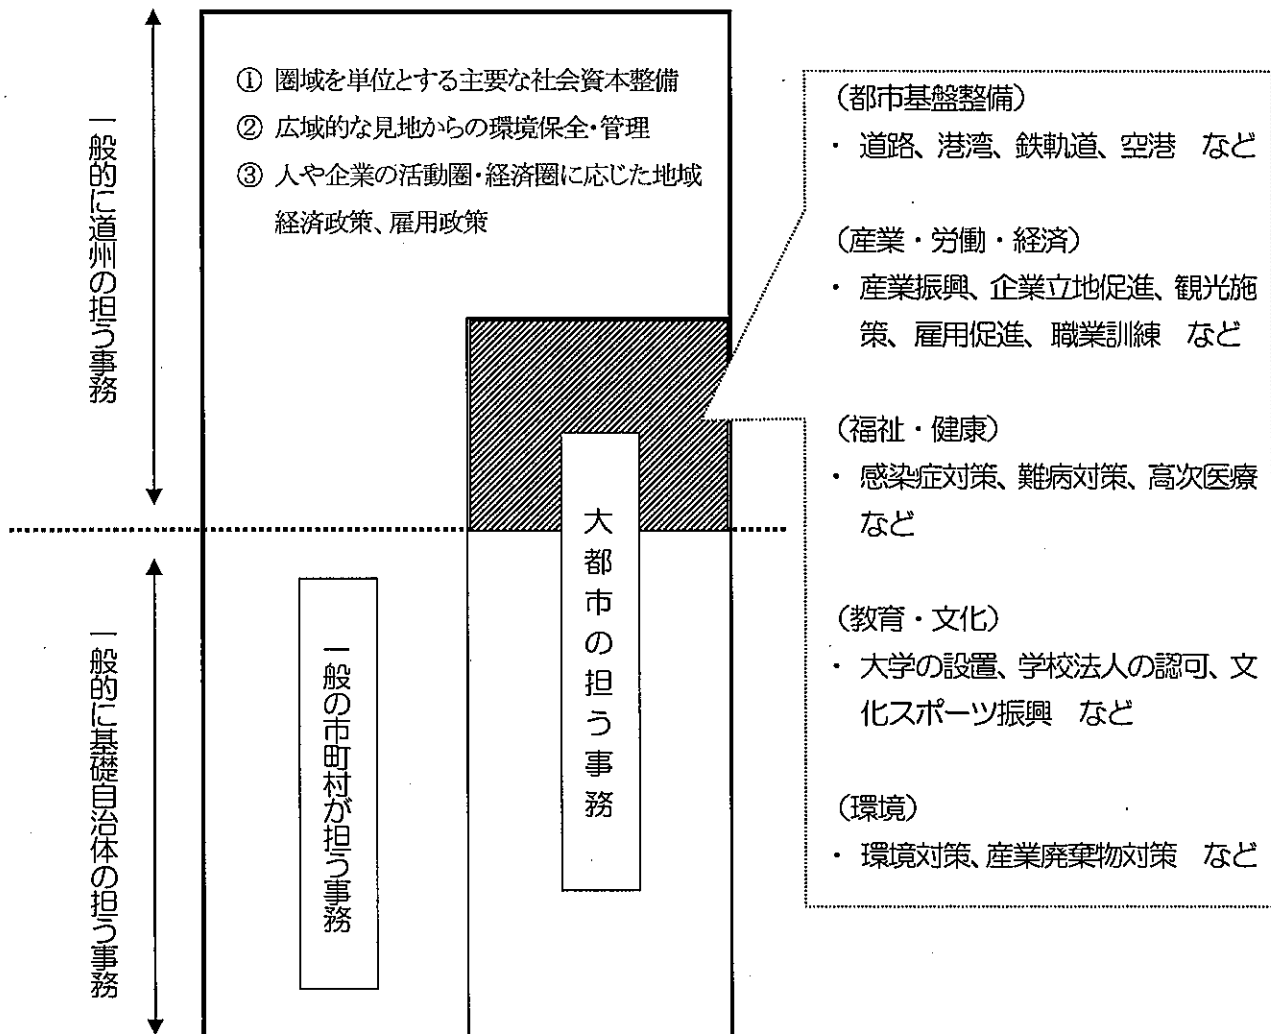 一般的に道州の担う事務
① 圏域を単位とする主要な社会資本整備
② 広域的な見地からの環境保全・管理
③ 人や企業の活動圏・経済圏に応じた地域
経済政策、雇用政策
一般的に基礎自治体の担う事務
一般の市町村が担う事務
大都市の担う事務
（都市基盤整備）
・ 道路、港湾、鉄軌道、空港　など
（産業・労働・経済）
・ 産業振興、企業立地促進、観光施
策、雇用促進、職業訓練　など
（福祉・健康）
・ 感染症対策、難病対策、高次医療
など
（教育・文化）
・ 大学の設置、学校法人の認可、文
化スポーツ振興　など
（環境）
・ 環境対策、産業廃棄物対策　など